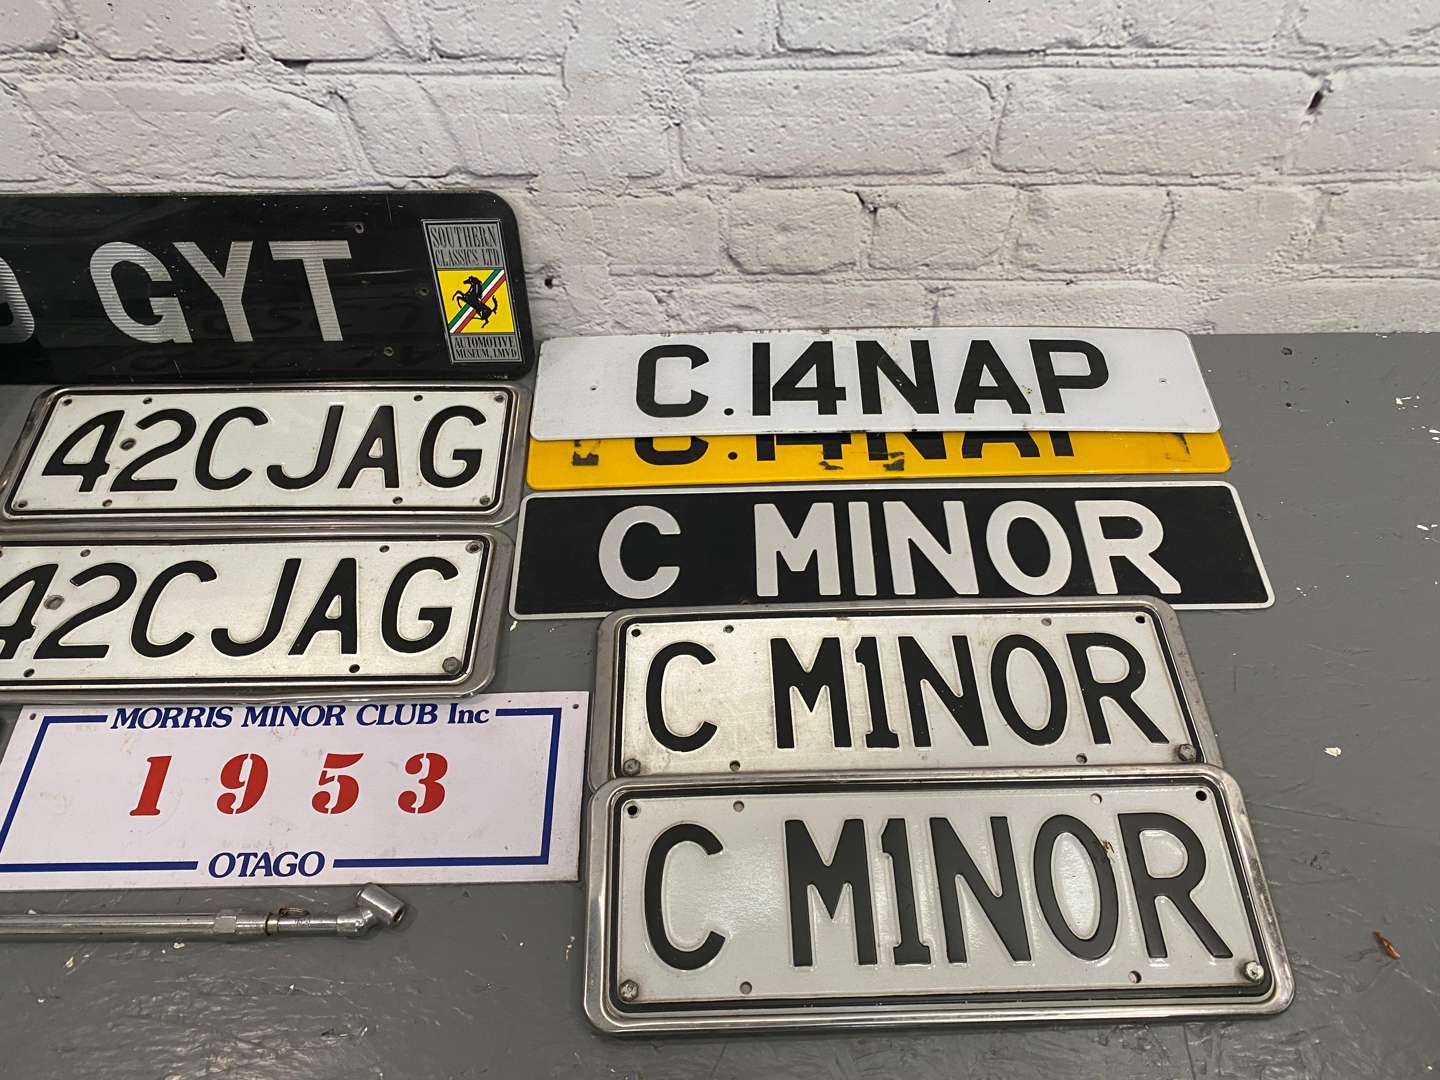 GYT
SOUTHERN
CLASSICS LTD
AUTOMOTIVE
MUSEUM, LMVD
42CJAG
42CJAG
MORRIS MINOR CLUB Inc
1953
OTAGO
C.14NAP
C.14NAP
C MINOR
C M1NOR
C M1NOR